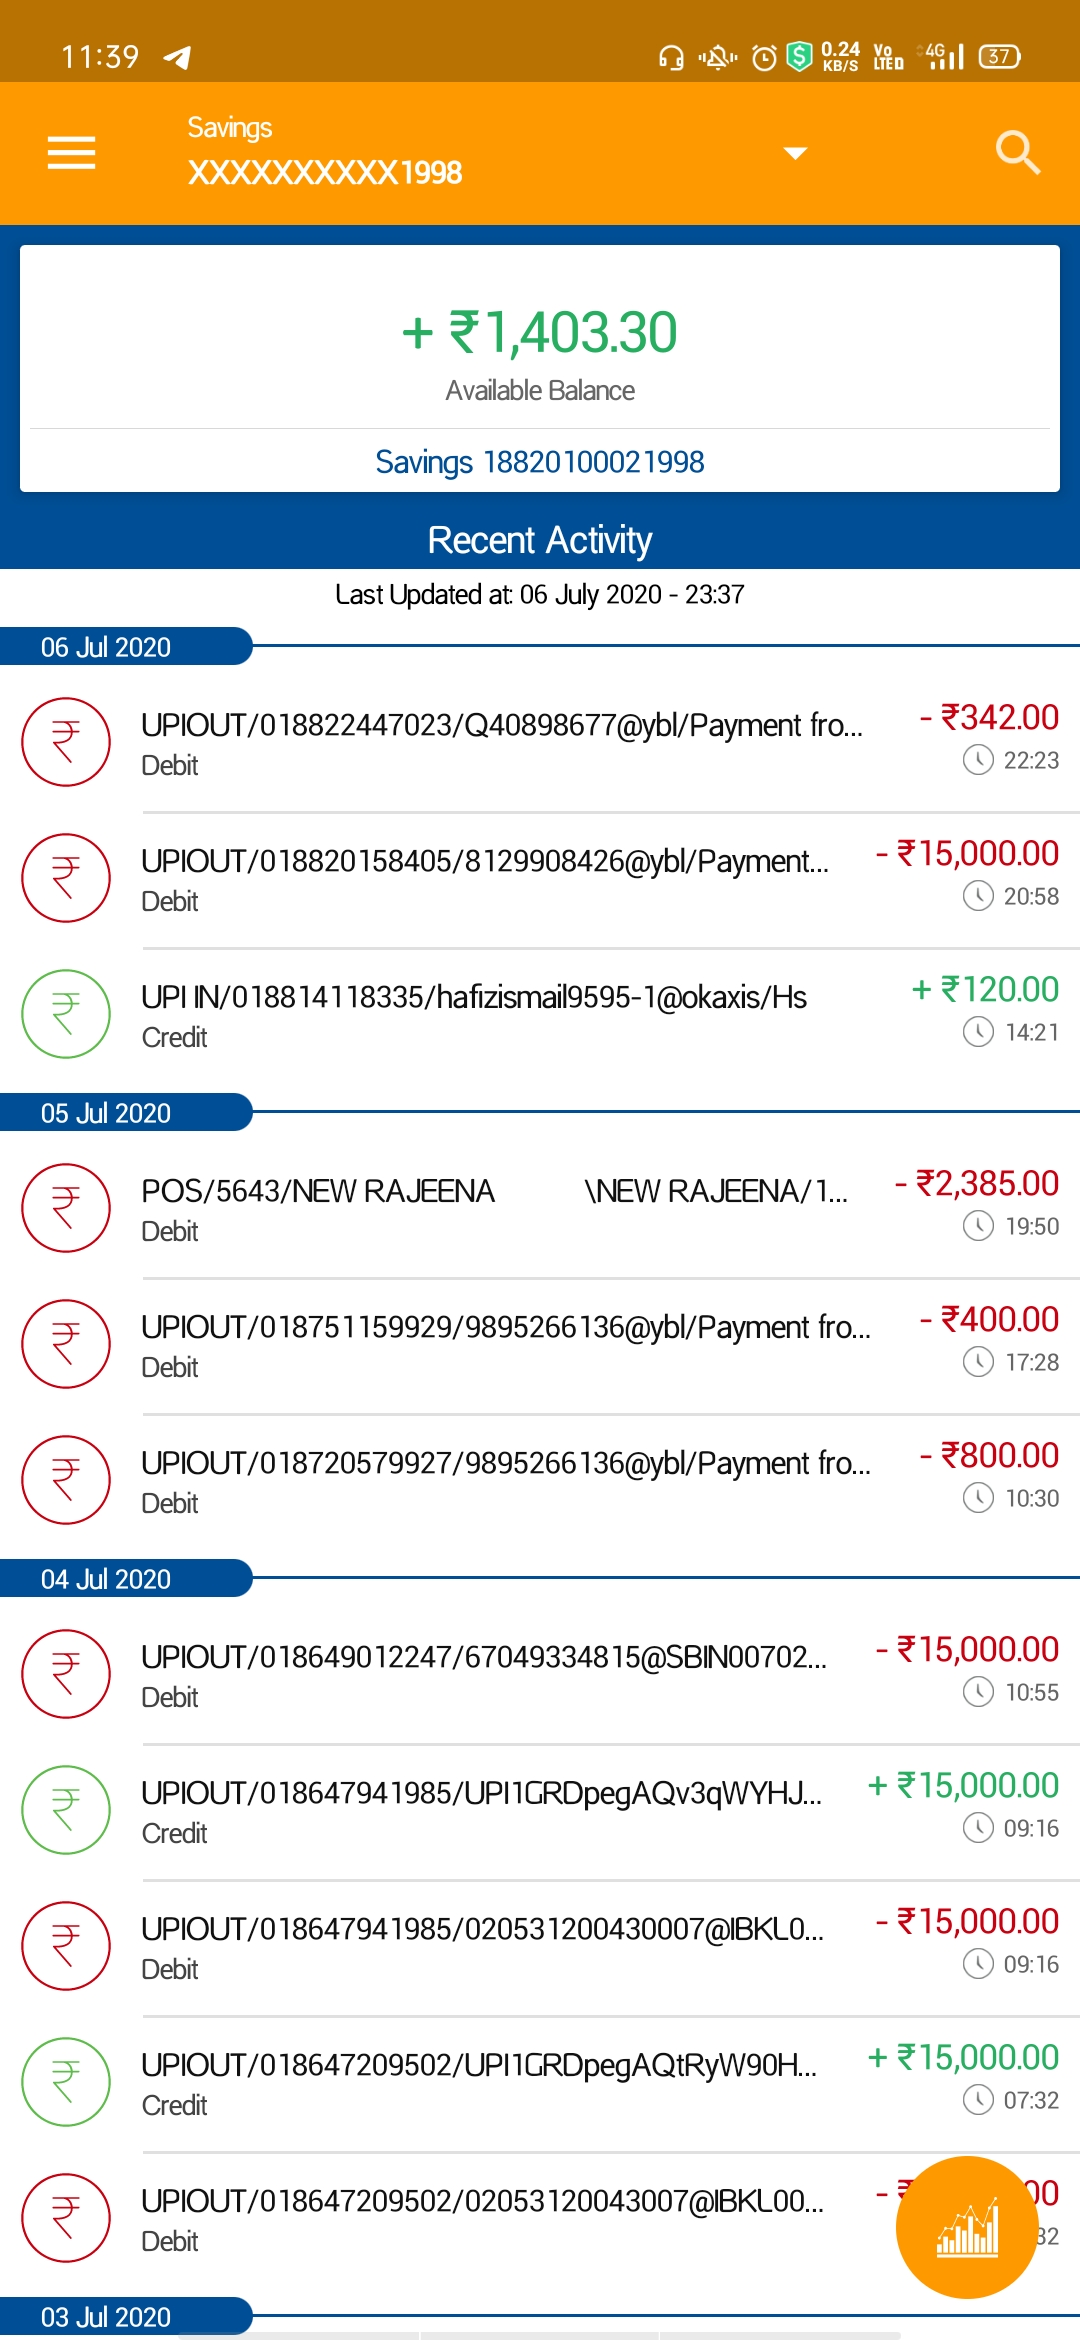 11:39
0.24 KB/S
Vo LTED
4G
37
Savings
XXXXXXXXXX1998
+ ₹1,403.30
Available Balance
Savings 18820100021998
Recent Activity
Last Updated at: 06 July 2020 - 23:37
06 Jul 2020
UPIOUT/018822447023/Q40898677@ybl/Payment fro... - ₹342.00
Debit 22:23
UPIOUT/018820158405/8129908426@ybl/Payment... - ₹15,000.00
Debit 20:58
UPI IN/018814118335/hafizismail9595-1@okaxis/Hs + ₹120.00
Credit 14:21
05 Jul 2020
POS/5643/NEW RAJEENA \NEW RAJEENA/1... - ₹2,385.00
Debit 19:50
UPIOUT/018751159929/9895266136@ybl/Payment fro... - ₹400.00
Debit 17:28
UPIOUT/018720579927/9895266136@ybl/Payment fro... - ₹800.00
Debit 10:30
04 Jul 2020
UPIOUT/018649012247/67049334815@SBIN00702... - ₹15,000.00
Debit 10:55
UPIOUT/018647941985/UPI1GRDpegAQv3qWYHJ... + ₹15,000.00
Credit 09:16
UPIOUT/018647941985/020531200430007@IBKL0... - ₹15,000.00
Debit 09:16
UPIOUT/018647209502/UPI1GRDpegAQtRyW90H... + ₹15,000.00
Credit 07:32
UPIOUT/018647209502/02053120043007@IBKL00...
Debit
03 Jul 2020